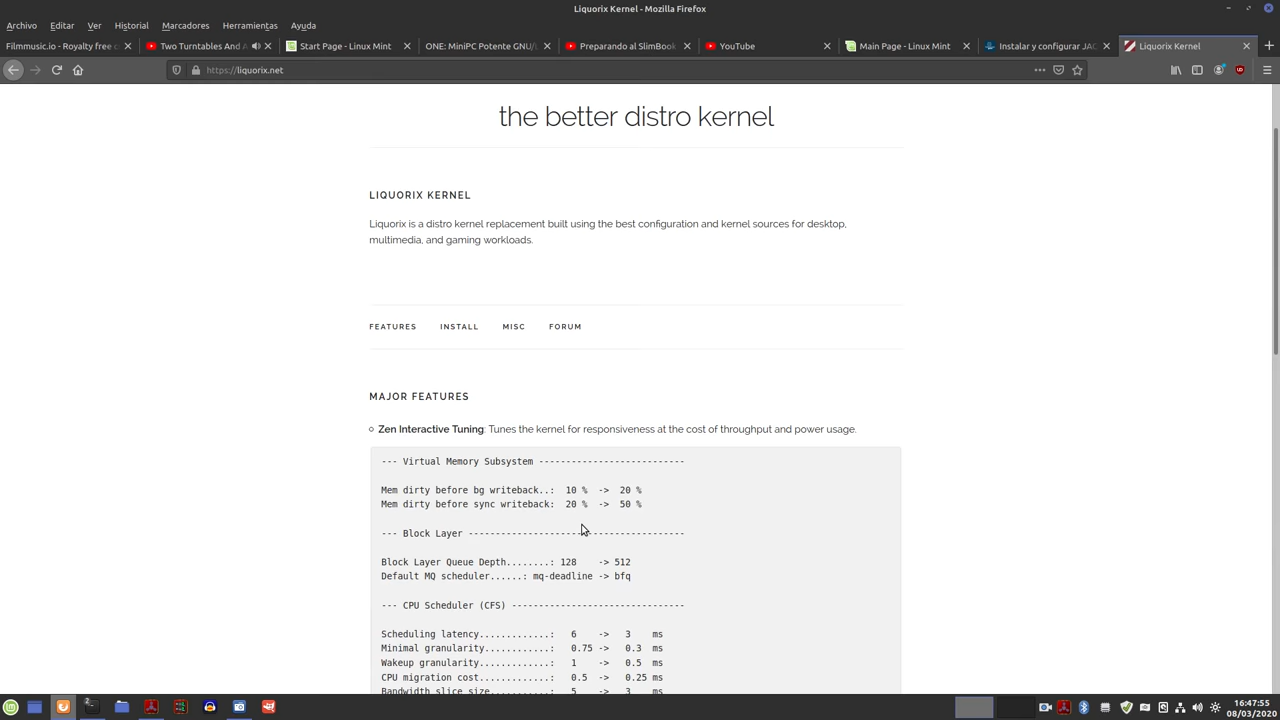 Liquorix Kernel - Mozilla Firefox
Archivo Editar Ver Historial Marcadores Herramientas Ayuda
Filmmusic.io - Royalty free c
Two Turntables And A
Start Page - Linux Mint
ONE: MiniPC Potente GNU/L
Preparando al SlimBook
YouTube
Main Page - Linux Mint
Instalar y configurar JAC
Liquorix Kernel
https://liquorix.net
the better distro kernel
LIQUORIX KERNEL
Liquorix is a distro kernel replacement built using the best configuration and kernel sources for desktop,
multimedia, and gaming workloads.
FEATURES INSTALL MISC FORUM
MAJOR FEATURES
Zen Interactive Tuning: Tunes the kernel for responsiveness at the cost of throughput and power usage.
--- Virtual Memory Subsystem ---------------------------
Mem dirty before bg writeback..:  10 %  ->  20 %
Mem dirty before sync writeback:  20 %  ->  50 %
--- Block Layer ----------------------------------------
Block Layer Queue Depth........: 128    -> 512
Default MQ scheduler......: mq-deadline -> bfq
--- CPU Scheduler (CFS) --------------------------------
Scheduling latency.............:   6    ->   3    ms
Minimal granularity............:   0.75 ->   0.3  ms
Wakeup granularity.............:   1    ->   0.5  ms
CPU migration cost.............:   0.5  ->   0.25 ms
Bandwidth slice size...........:   5    ->   3    ms
16:47:55
08/03/2020